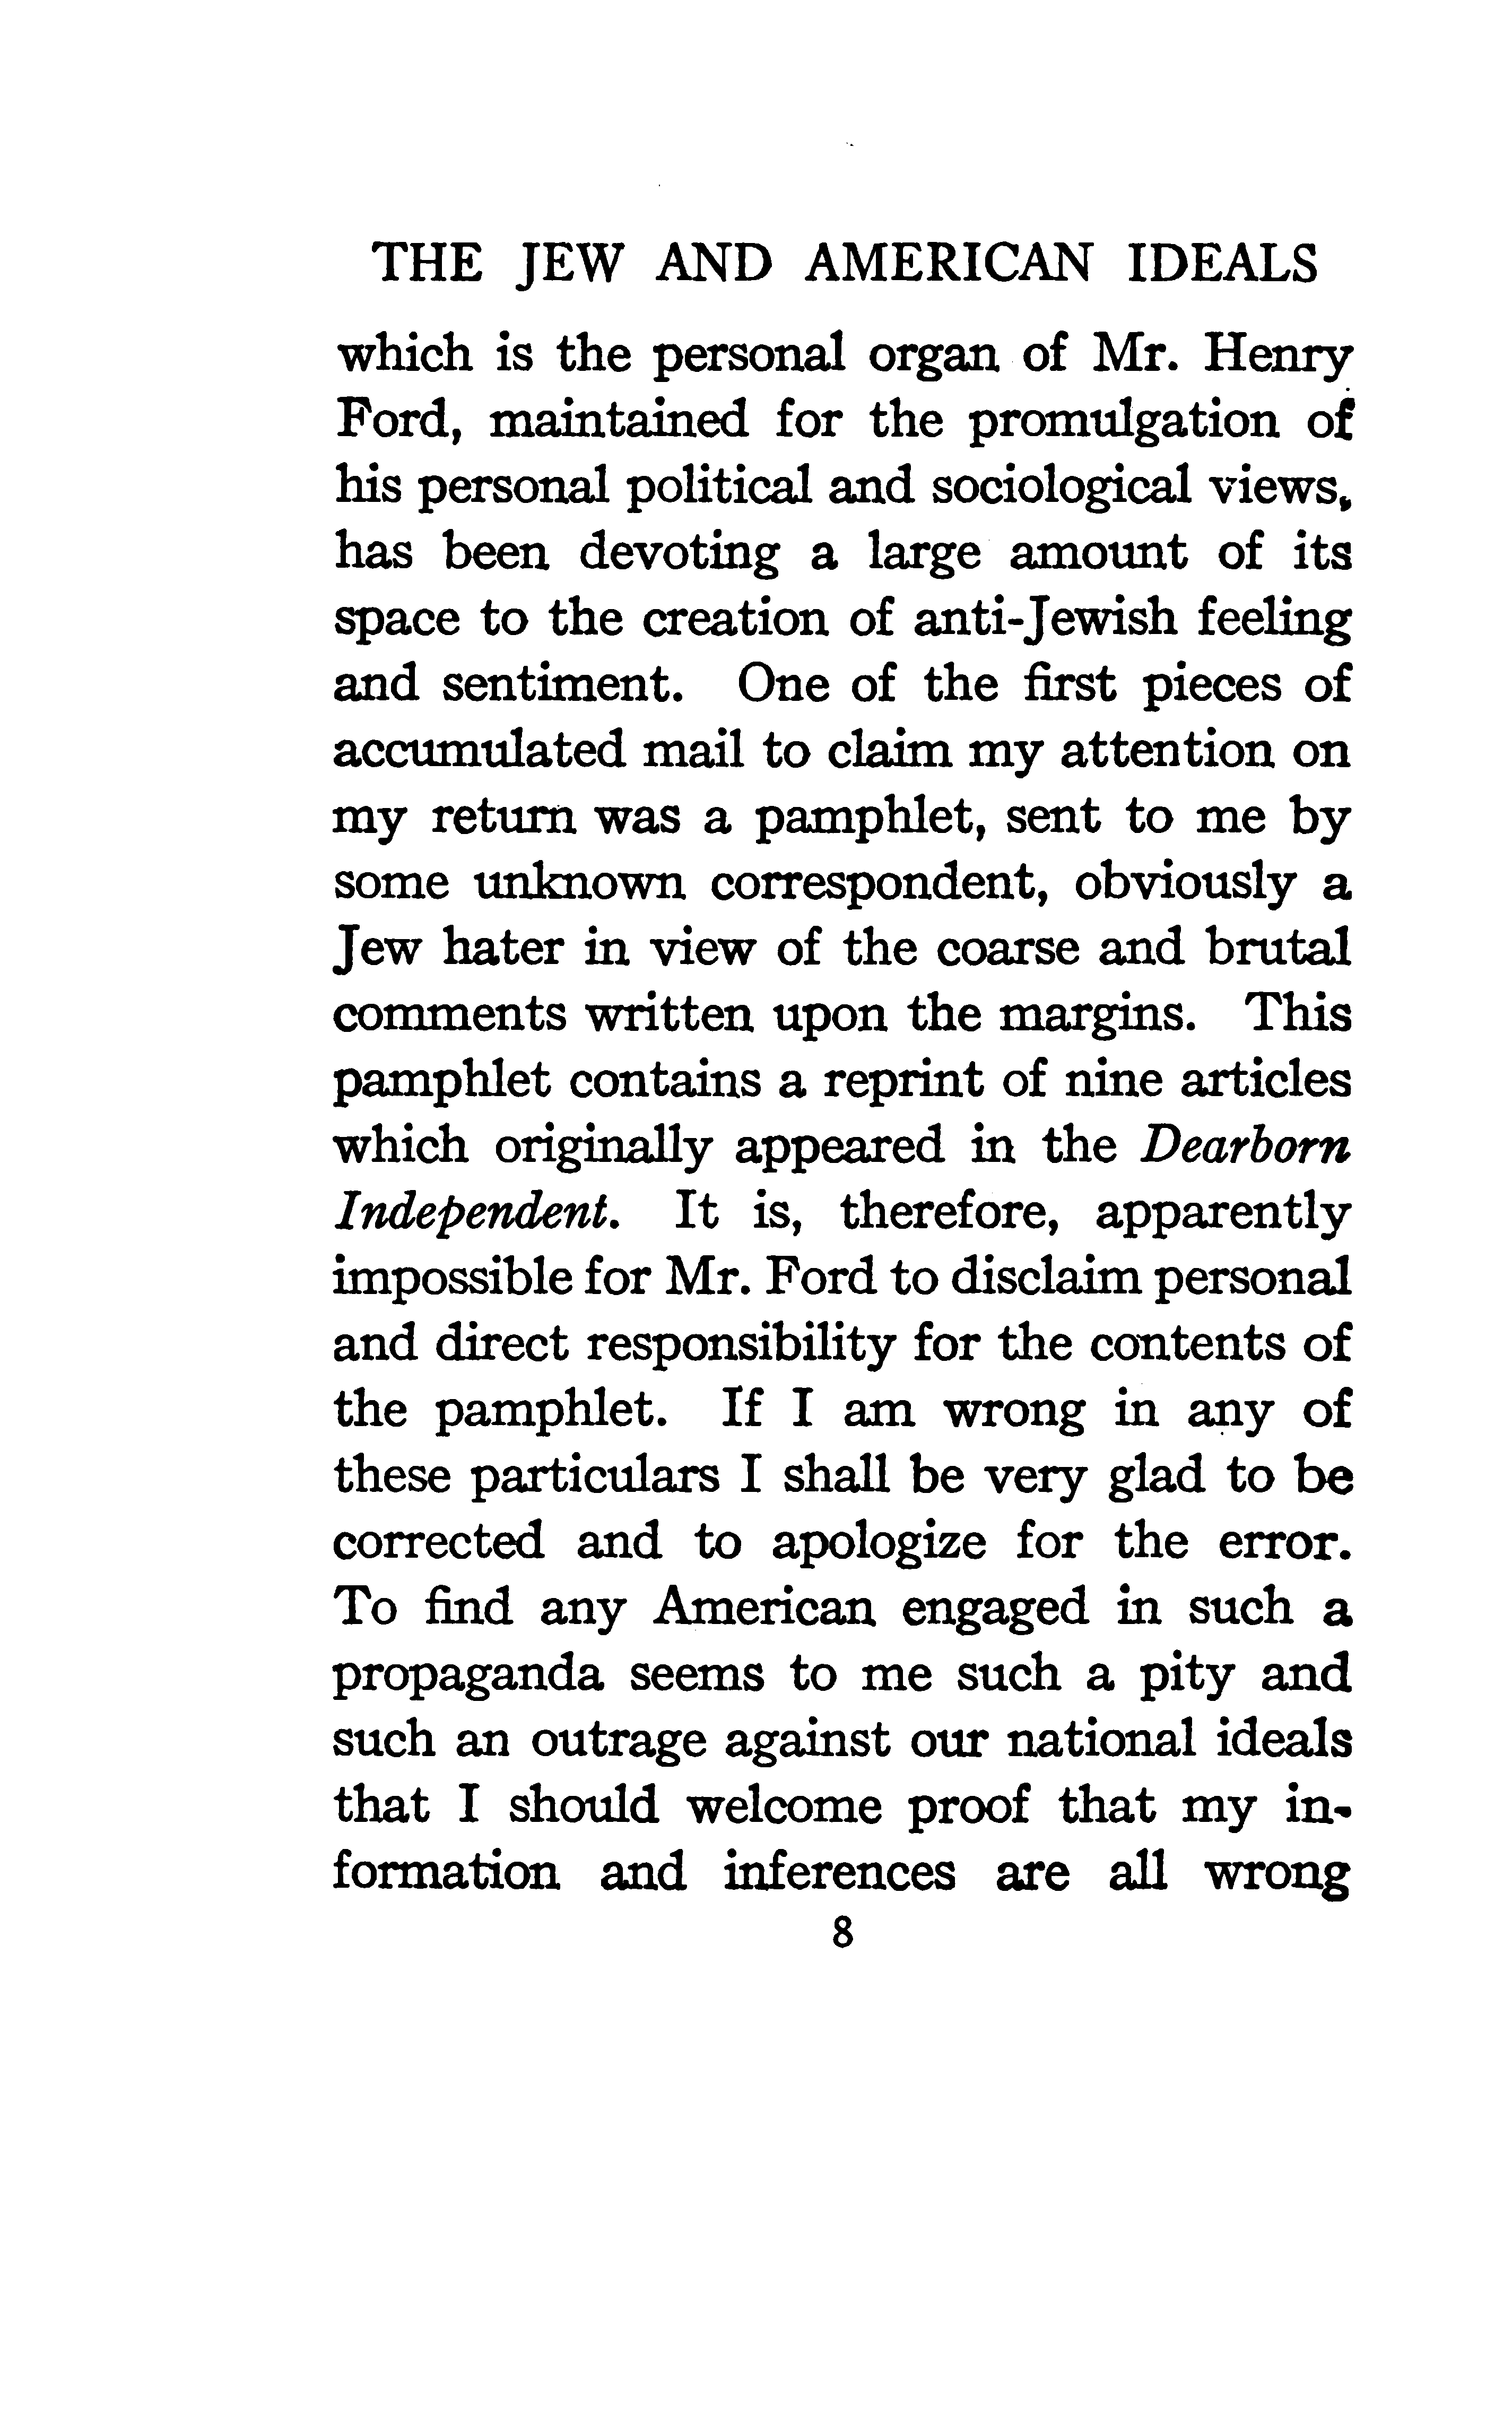 THE JEW AND AMERICAN IDEALS
which is the personal organ of Mr. Henry
Ford, maintained for the promulgation of
his personal political and sociological views,
has been devoting a large amount of its
space to the creation of anti-Jewish feeling
and sentiment. One of the first pieces of
accumulated mail to claim my attention on
my return was a pamphlet, sent to me by
some unknown correspondent, obviously a
Jew hater in view of the coarse and brutal
comments written upon the margins. This
pamphlet contains a reprint of nine articles
which originally appeared in the Dearborn
Independent. It is, therefore, apparently
impossible for Mr. Ford to disclaim personal
and direct responsibility for the contents of
the pamphlet. If I am wrong in any of
these particulars I shall be very glad to be
corrected and to apologize for the error.
To find any American engaged in such a
propaganda seems to me such a pity and
such an outrage against our national ideals
that I should welcome proof that my in-
formation and inferences are all wrong
8